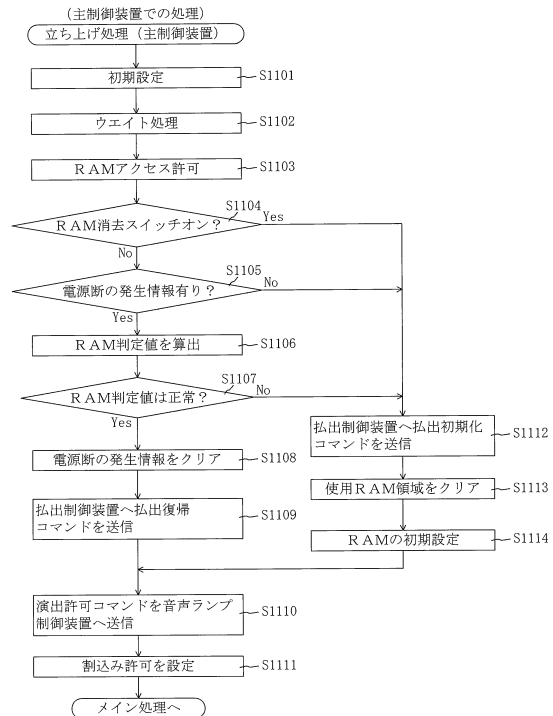 (主制御装置での処理)
立ち上げ処理（主制御装置）
初期設定
S1101
ウエイト処理
S1102
ＲＡＭアクセス許可
S1103
S1104
ＲＡＭ消去スイッチオン？
Yes
No
S1105
電源断の発生情報有り？
No
Yes
ＲＡＭ判定値を算出
S1106
S1107
ＲＡＭ判定値は正常？
No
Yes
電源断の発生情報をクリア
S1108
払出制御装置へ払出復帰
コマンドを送信
S1109
払出制御装置へ払出初期化
コマンドを送信
S1112
使用ＲＡＭ領域をクリア
S1113
ＲＡＭの初期設定
S1114
演出許可コマンドを音声ランプ
制御装置へ送信
S1110
割込み許可を設定
S1111
メイン処理へ